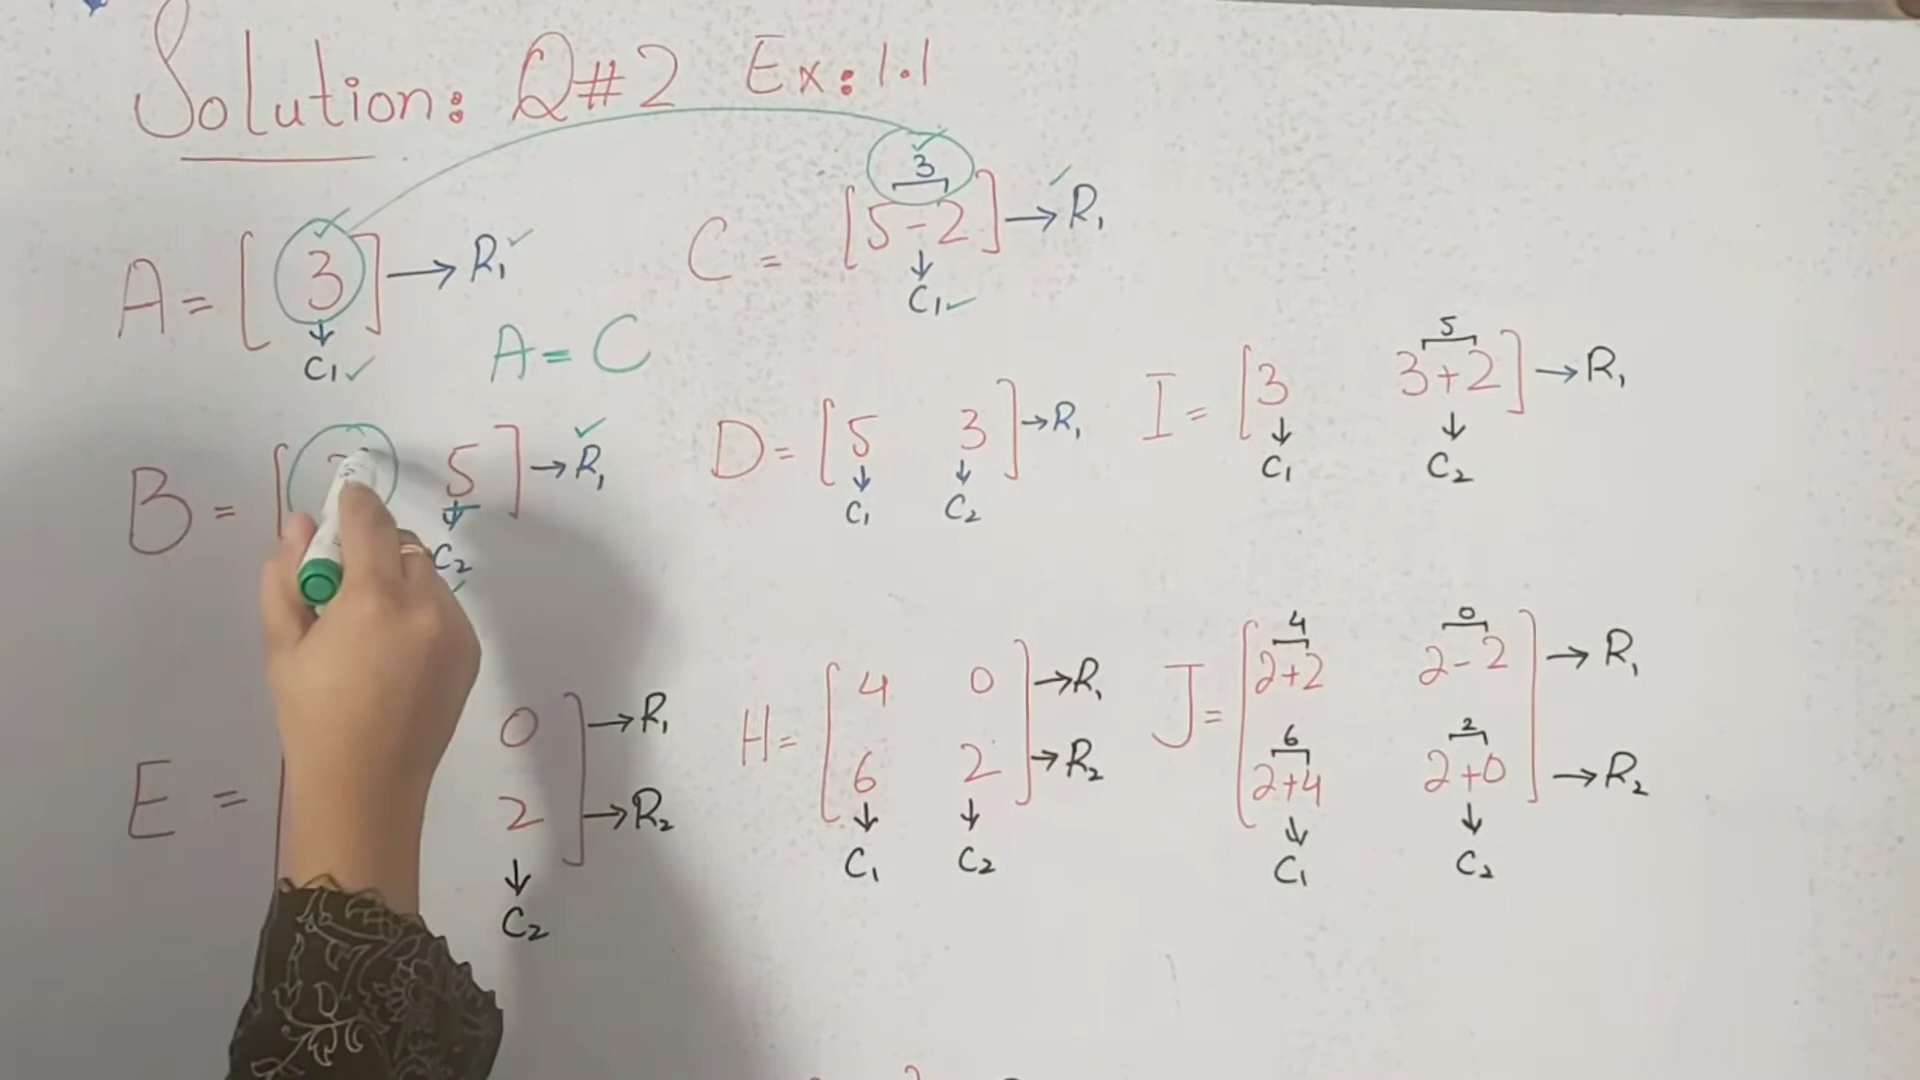 Solution: Q#2 Ex:1.1
A = [ 3 ] → R₁ ✓
↓
C₁ ✓
3
C = [ 5-2 ] → R₁
↓
C₁ ✓
A = C
B = [ 5 ] → R₁
↓
C₂
D = [ 5 3 ] → R₁
↓ ↓
C₁ C₂
5
I = [ 3 3+2 ] → R₁
↓ ↓
C₁ C₂
E = 0 → R₁
2 → R₂
↓
C₂
H = 4 0 → R₁
6 2 → R₂
↓ ↓
C₁ C₂
4 0
J = 2+2 2-2 → R₁
6 2
2+4 2+0 → R₂
↓ ↓
C₁ C₂